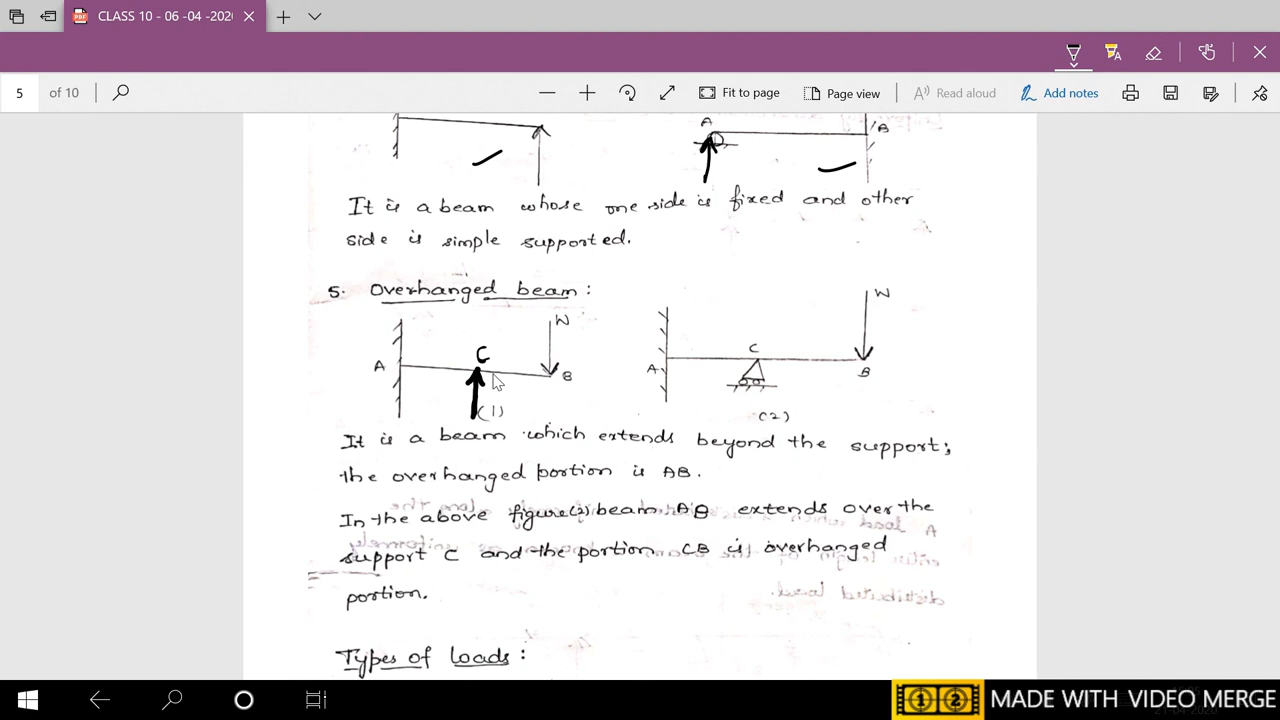 CLASS 10 - 06 -04 -2020
5 of 10
Fit to page
Page view
Read aloud
Add notes
A
B
It is a beam whose one side is fixed and other
side is simple supported.
5. Overhanged beam:
W
W
C
C
A
B
A
B
(1)
(2)
It is a beam which extends beyond the support;
the overhanged portion is AB.
In the above figure(2) beam AB extends over the
support C and the portion CB is overhanged
portion.
Types of loads:
MADE WITH VIDEO MERGE
1 2